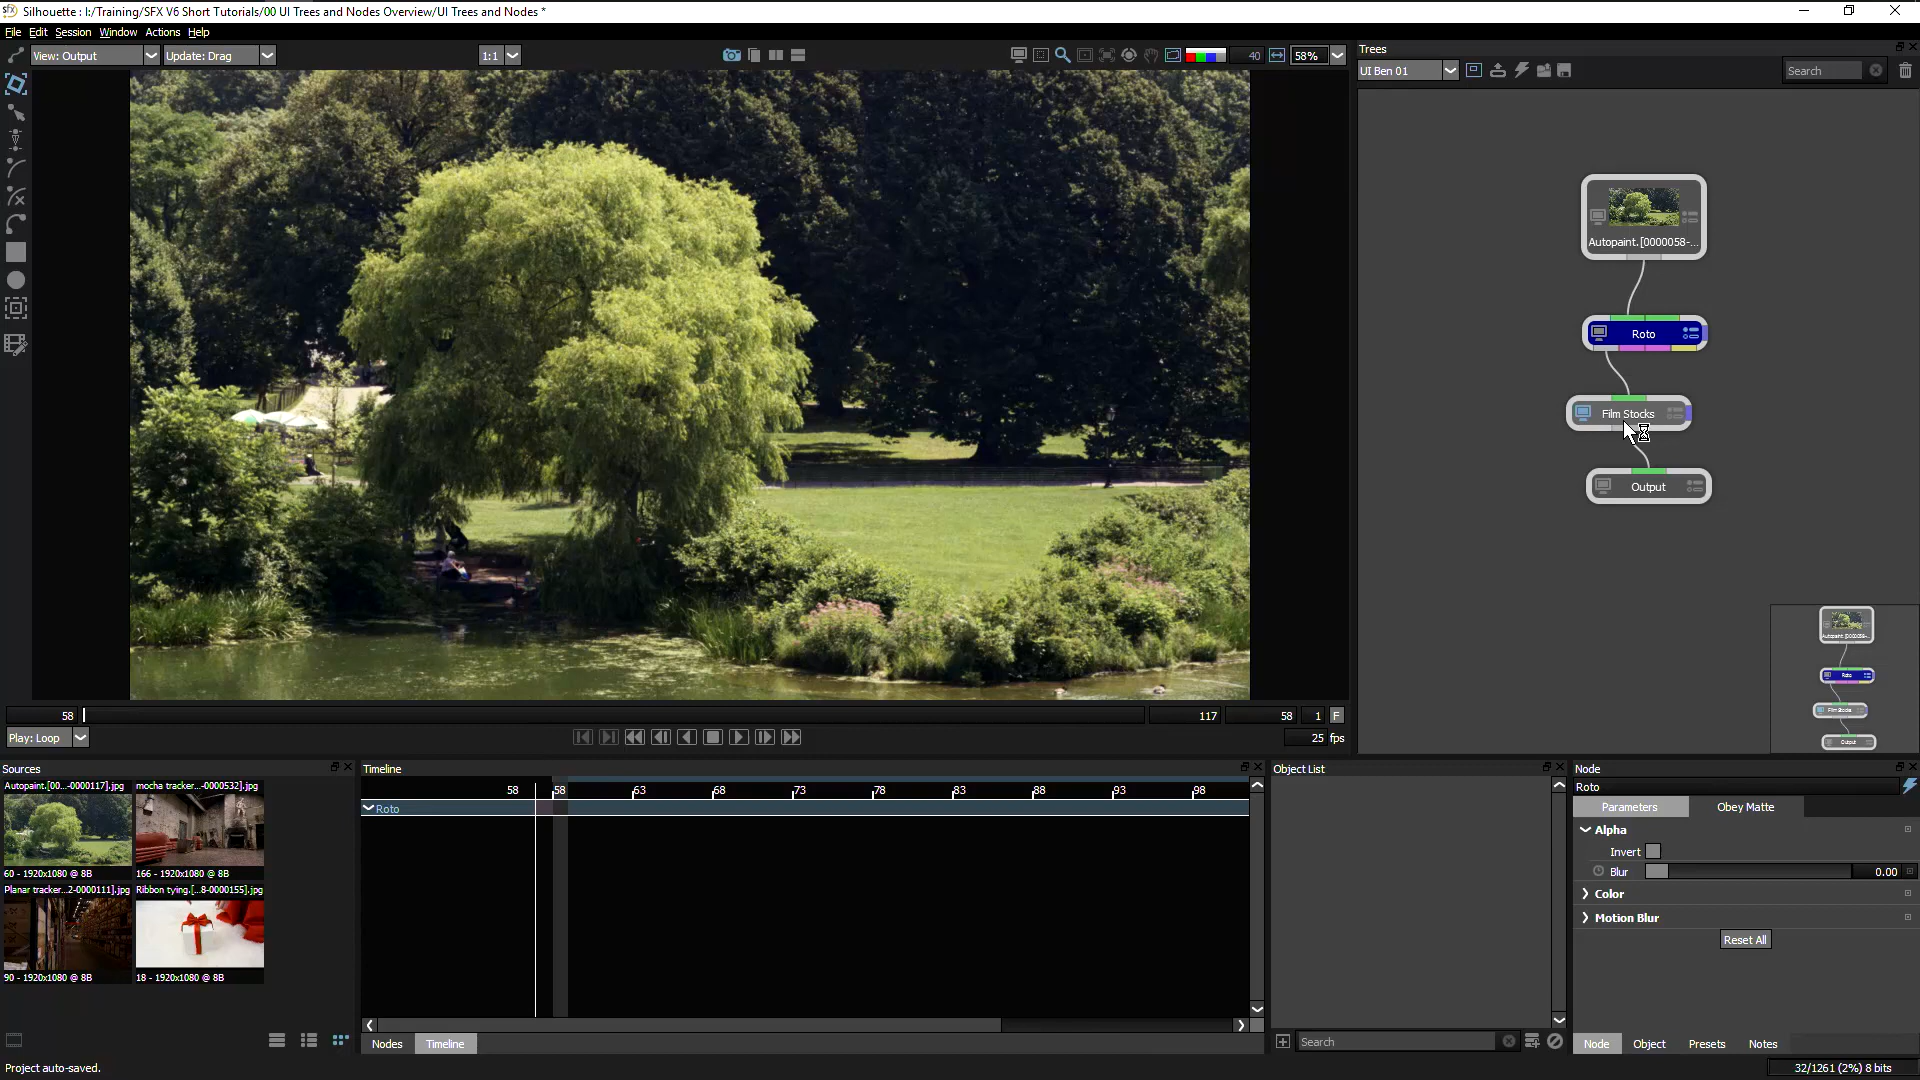 Silhouette : I:/Training/SFX V6 Short Tutorials/00 UI Trees and Nodes Overview/UI Trees and Nodes *
File Edit Session Window Actions Help
View: Output Update: Drag 1:1 40 58%
Trees
UI Ben 01 Search
Autopaint.[0000058-...
Roto
Film Stocks
Output
Roto
Film Stocks
Output
58 117 58 1 F
Play: Loop 25 fps
Sources
Autopaint.[00...-0000117].jpg mocha tracker...-0000532].jpg
60 - 1920x1080 @ 8B 166 - 1920x1080 @ 8B
Planar tracker...2-0000111].jpg Ribbon tying.[...8-0000155].jpg
90 - 1920x1080 @ 8B 18 - 1920x1080 @ 8B
Timeline
58 58 63 68 73 78 83 88 93 98
Roto
Nodes Timeline
Object List
Search
Node
Roto
Parameters Obey Matte
Alpha
Invert
Blur 0.00
Color
Motion Blur
Reset All
Node Object Presets Notes
Project auto-saved.
32/1261 (2%) 8 bits